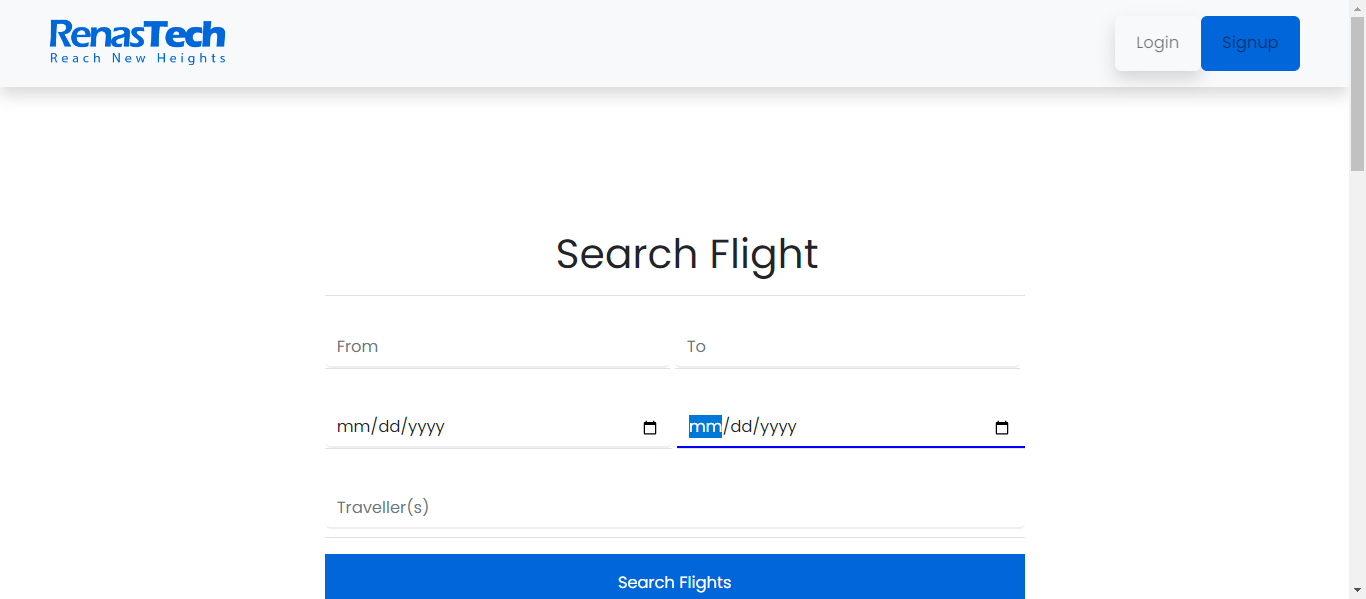 RenasTech
Reach New Heights
Login
Signup
Search Flight
From
To
mm/dd/yyyy
mm/dd/yyyy
Traveller(s)
Search Flights